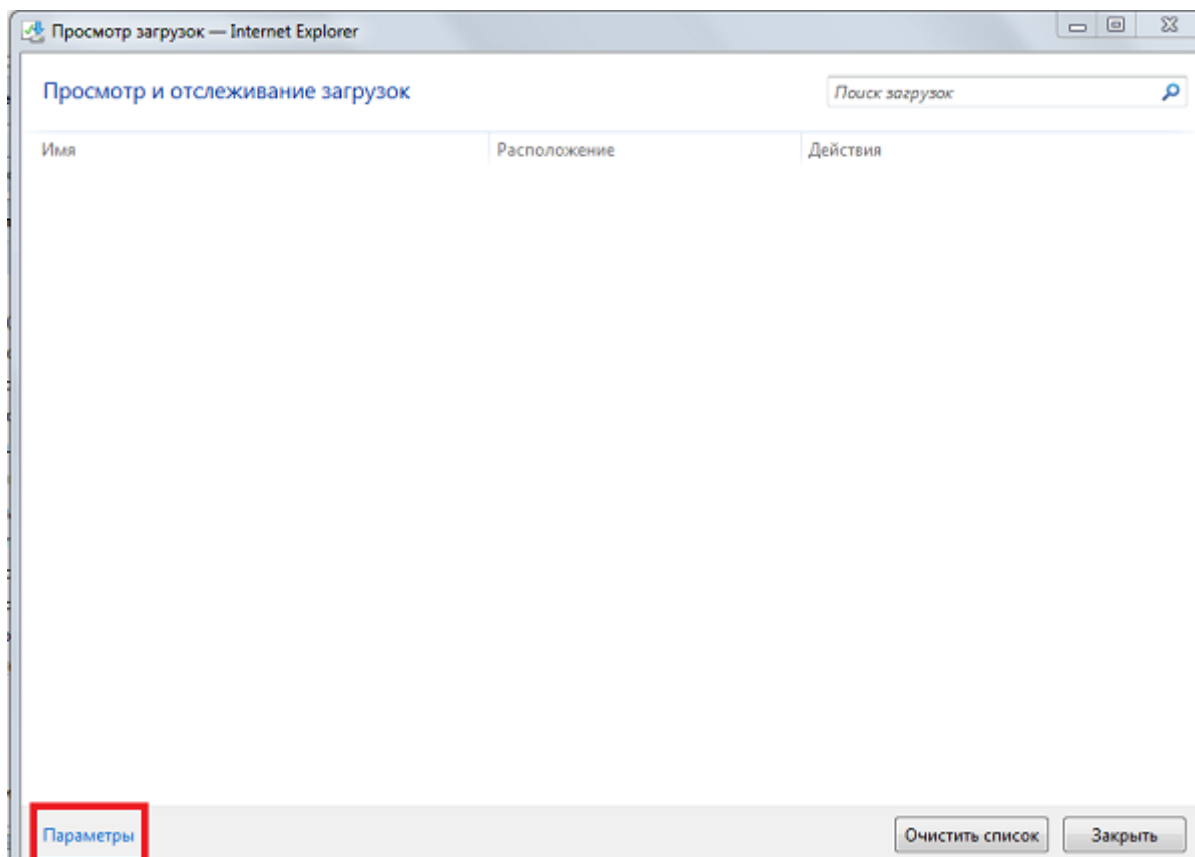 Просмотр загрузок — Internet Explorer
Просмотр и отслеживание загрузок
Поиск загрузок
Имя Расположение Действия
Параметры Очистить список Закрыть